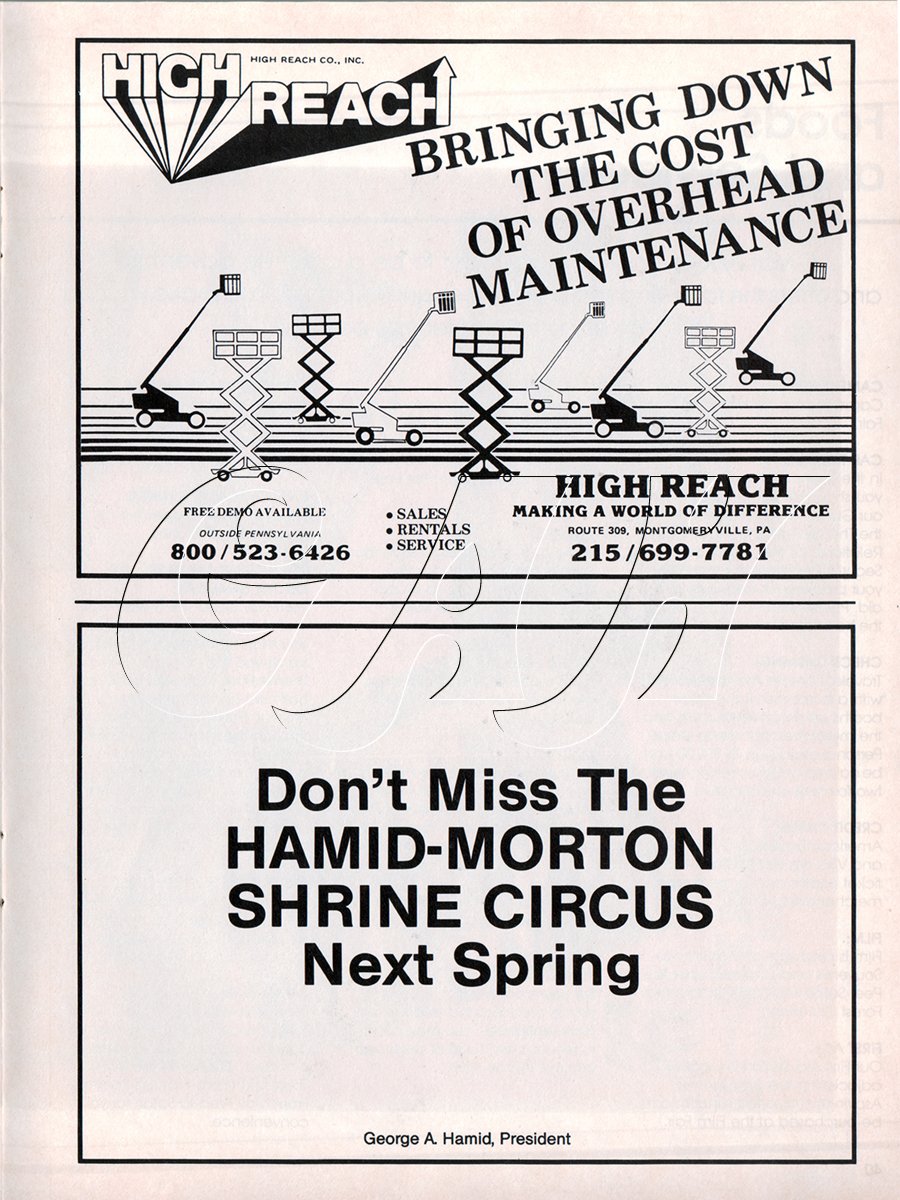 HIGH REACH CO., INC.
HIGH
REACH
BRINGING DOWN
THE COST
OF OVERHEAD
MAINTENANCE
FREE DEMO AVAILABLE
OUTSIDE PENNSYLVANIA
800/523-6426
• SALES
• RENTALS
• SERVICE
HIGH REACH
MAKING A WORLD OF DIFFERENCE
ROUTE 309, MONTGOMERYVILLE, PA
215/699-7781
Don't Miss The
HAMID-MORTON
SHRINE CIRCUS
Next Spring
George A. Hamid, President